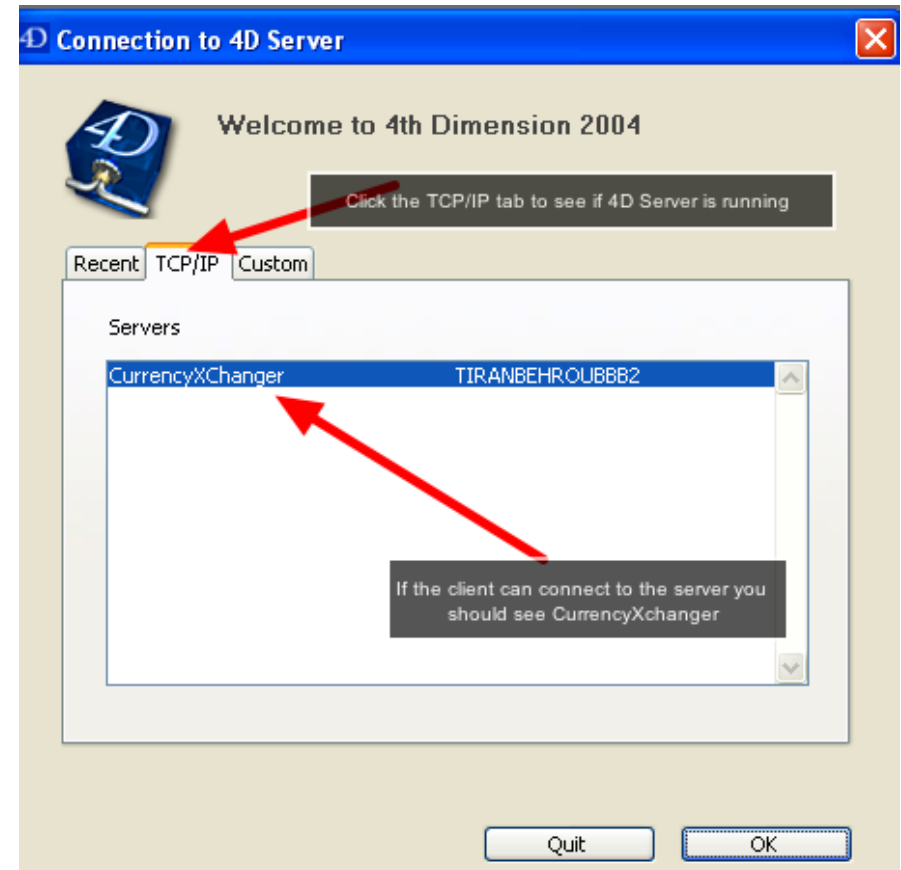 4D Connection to 4D Server
4D
Welcome to 4th Dimension 2004
Click the TCP/IP tab to see if 4D Server is running
Recent TCP/IP Custom
Servers
CurrencyXChanger TIRANBEHROUBBB2
If the client can connect to the server you
should see CurrencyXchanger
Quit OK